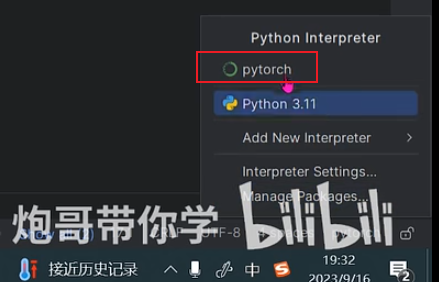 Python Interpreter
pytorch
Python 3.11
Add New Interpreter
Interpreter Settings...
Manage Packages...
炮哥带你学 bilibili
CRLF UTF-8
接近历史记录 中 19:32
2023/9/16 2